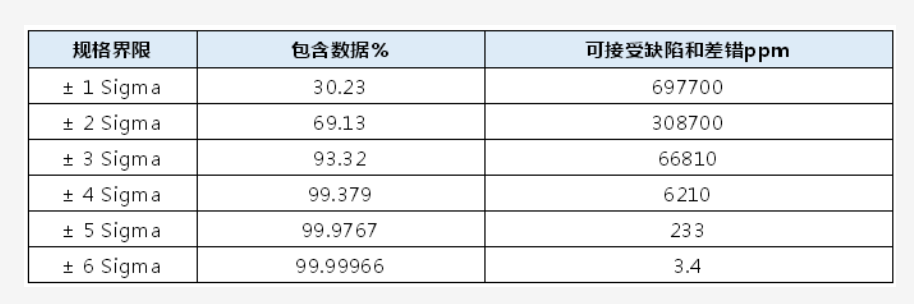 规格界限 包含数据% 可接受缺陷和差错ppm
± 1 Sigma 30.23 697700
± 2 Sigma 69.13 308700
± 3 Sigma 93.32 66810
± 4 Sigma 99.379 6210
± 5 Sigma 99.9767 233
± 6 Sigma 99.99966 3.4